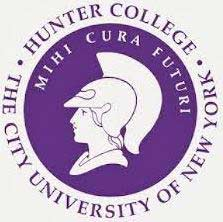 · HUNTER COLLEGE ·
THE CITY UNIVERSITY OF NEW YORK
MIHI CURA FUTURI